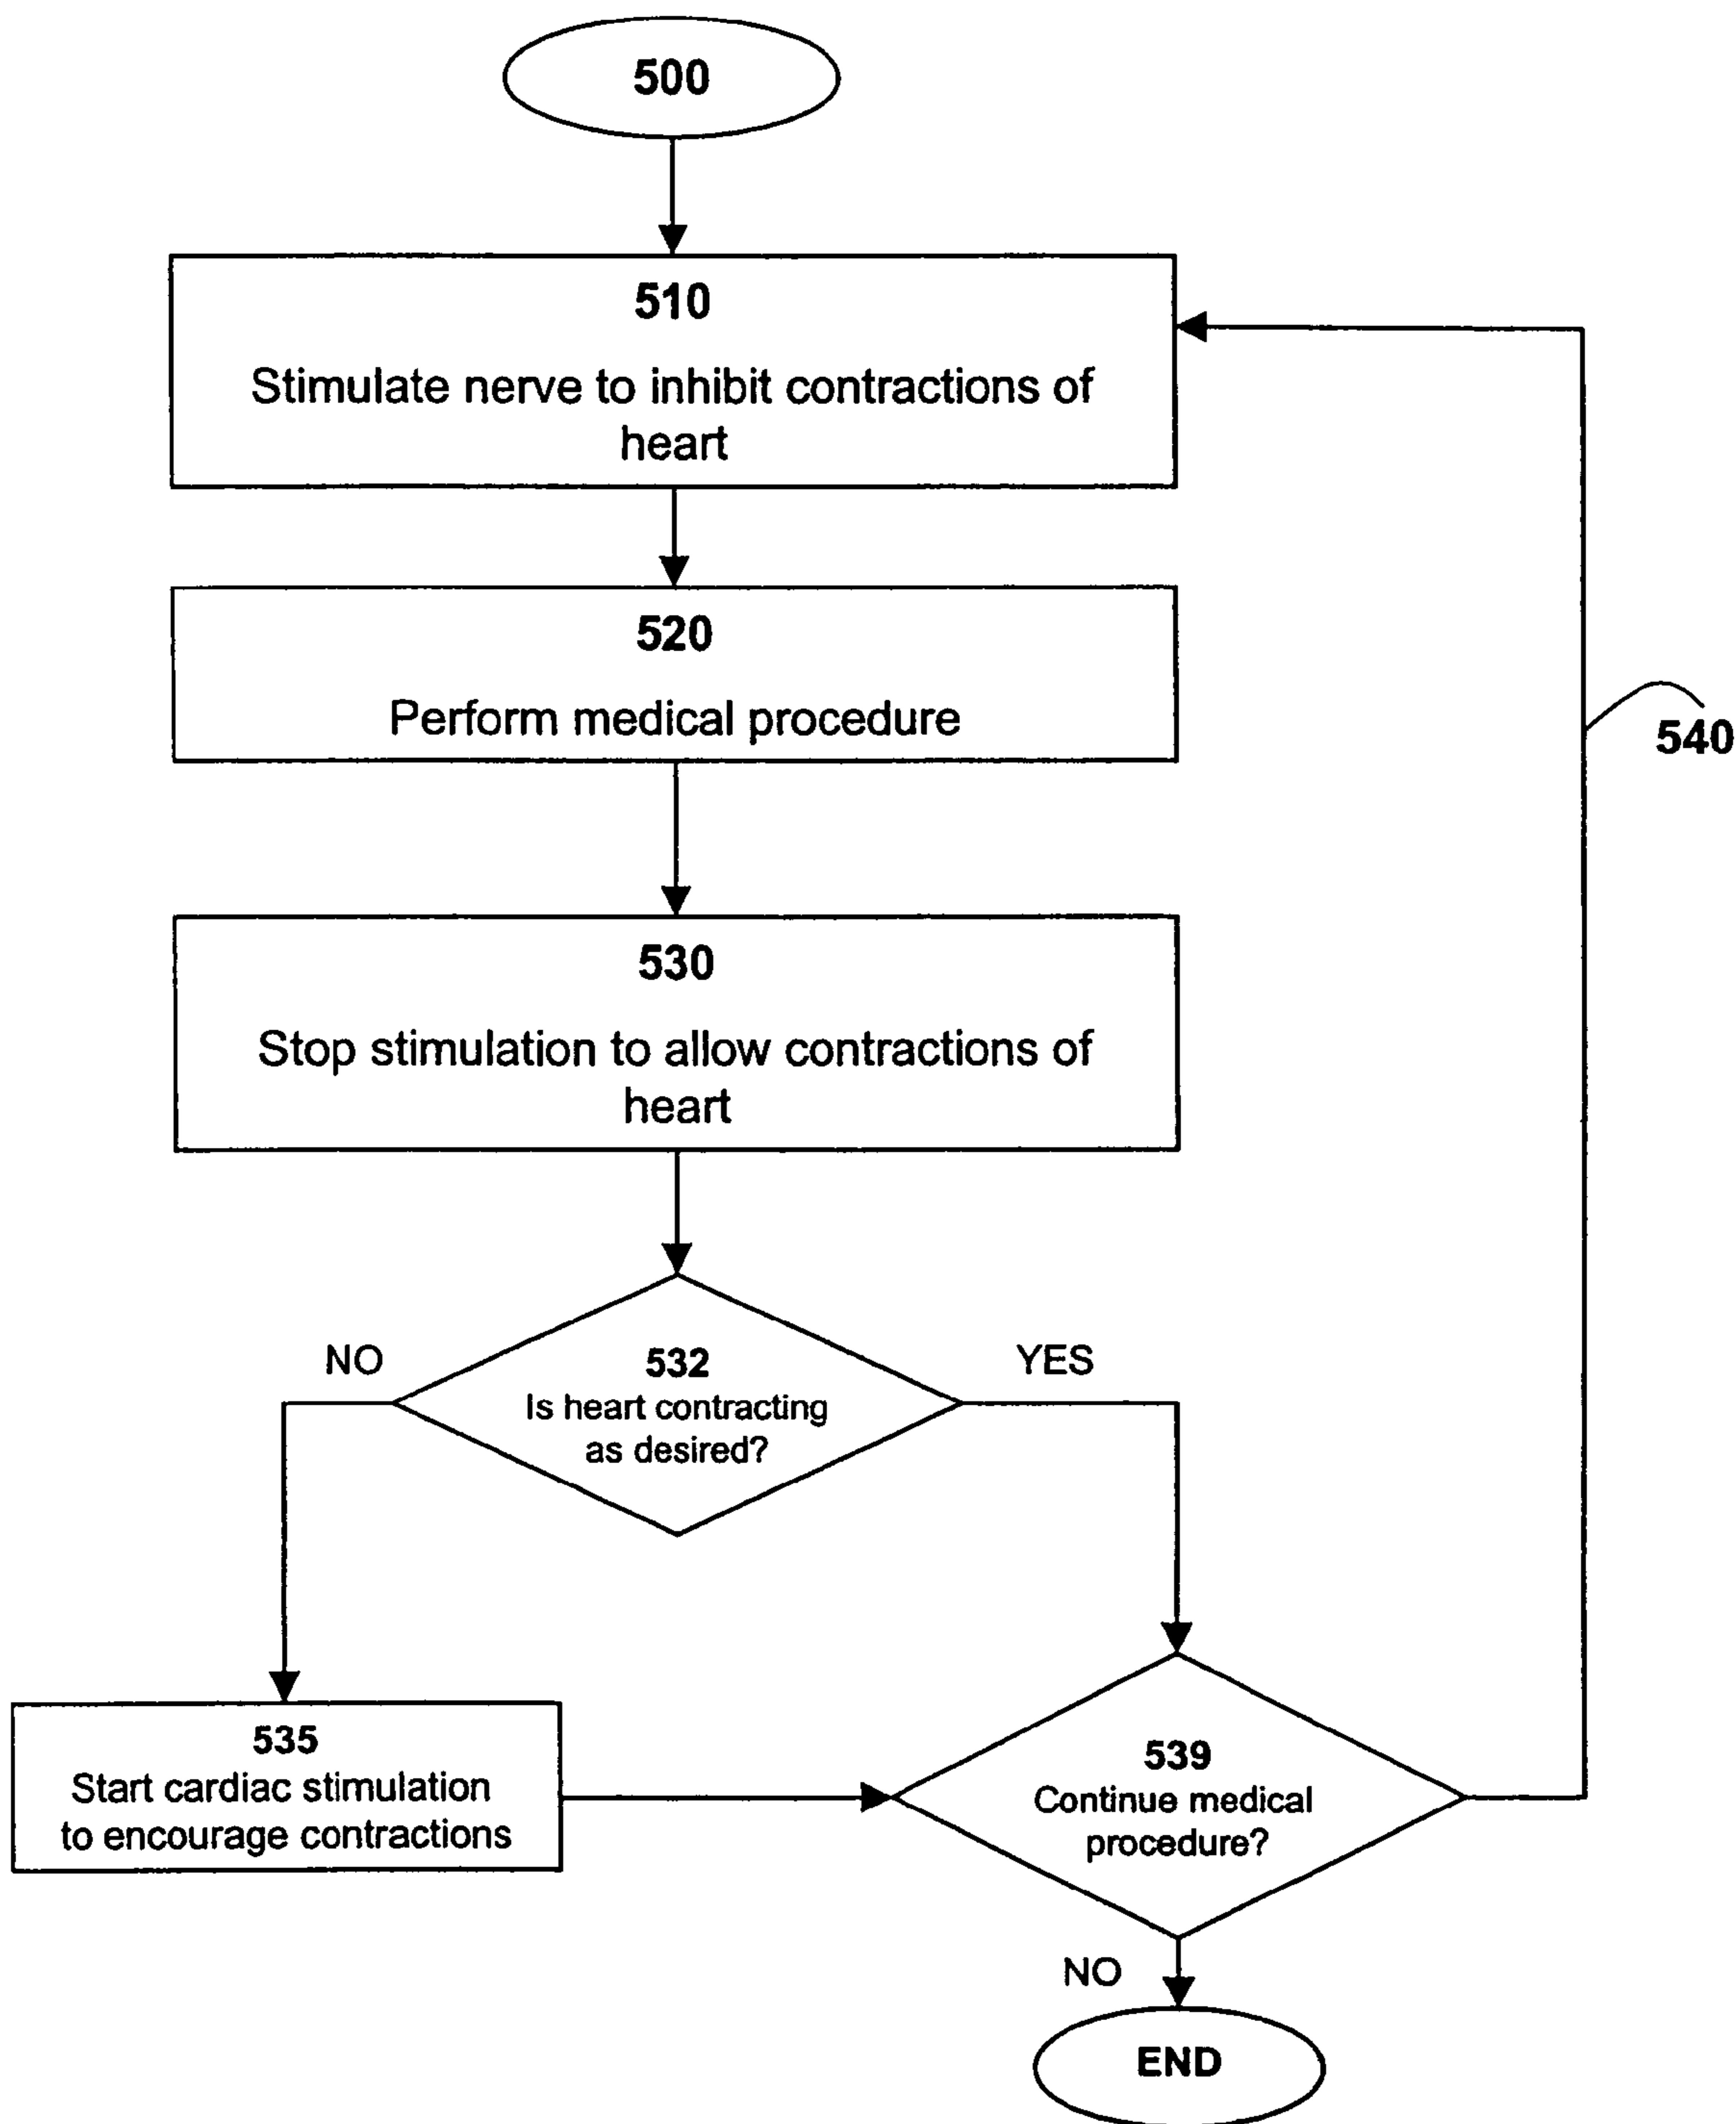 500
510
Stimulate nerve to inhibit contractions of
heart
520
Perform medical procedure
540
530
Stop stimulation to allow contractions of
heart
NO
532
Is heart contracting
as desired?
YES
535
Start cardiac stimulation
to encourage contractions
539
Continue medical
procedure?
NO
END